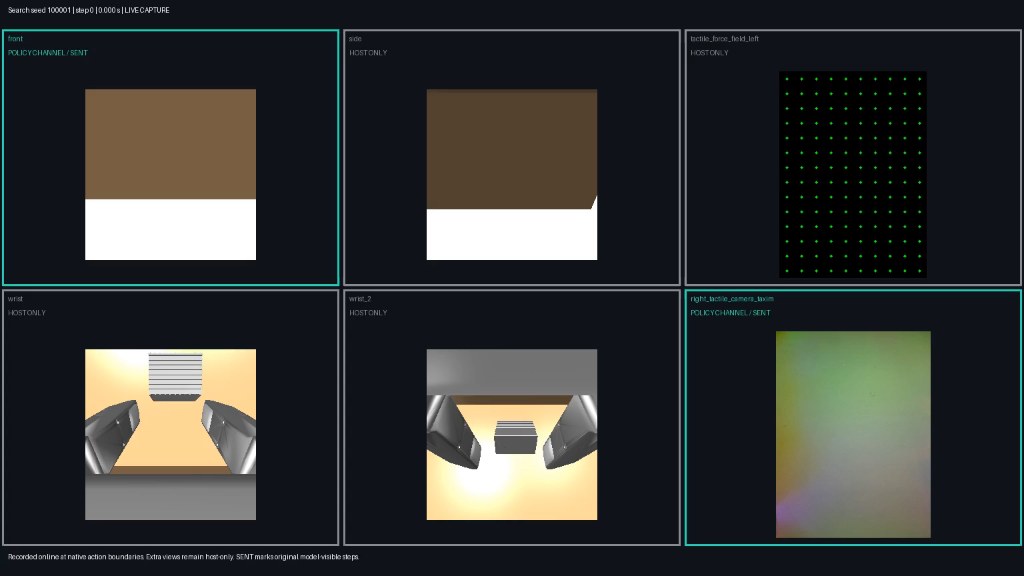 Search seed 100001 | step 0 | 0.000 s | LIVE CAPTURE
front
POLICY CHANNEL / SENT
side
HOST ONLY
tactile_force_field_left
HOST ONLY
wrist
HOST ONLY
wrist_2
HOST ONLY
right_tactile_camera_taxim
POLICY CHANNEL / SENT
Recorded online at native action boundaries. Extra views remain host-only. SENT marks original model-visible steps.